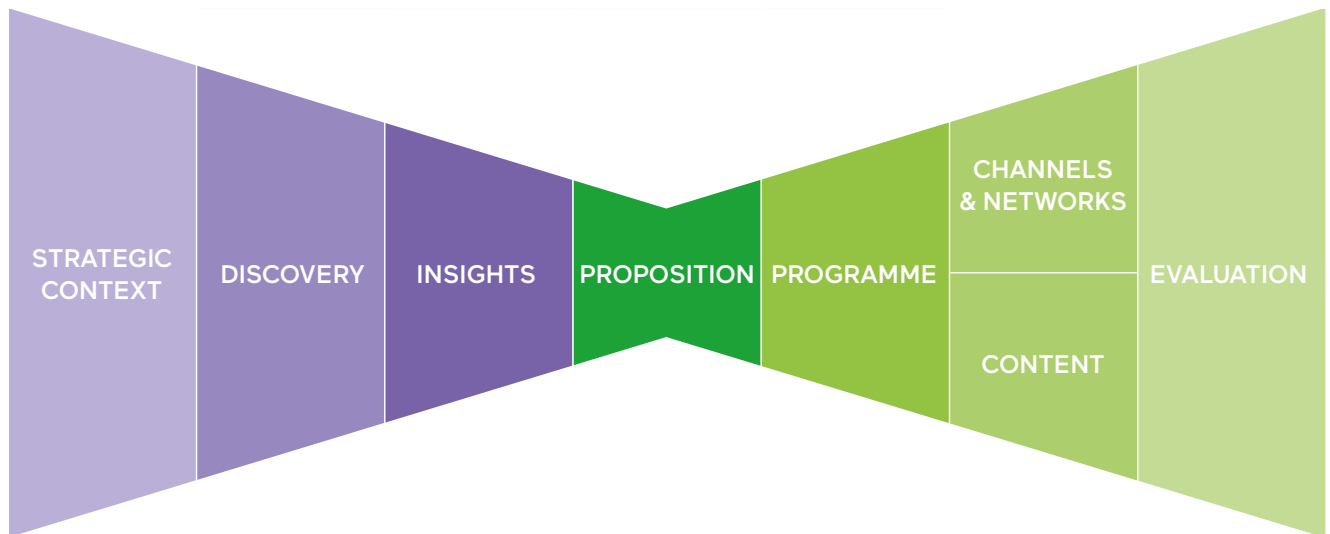 STRATEGIC
CONTEXT
DISCOVERY
INSIGHTS
PROPOSITION
PROGRAMME
CHANNELS
& NETWORKS
CONTENT
EVALUATION